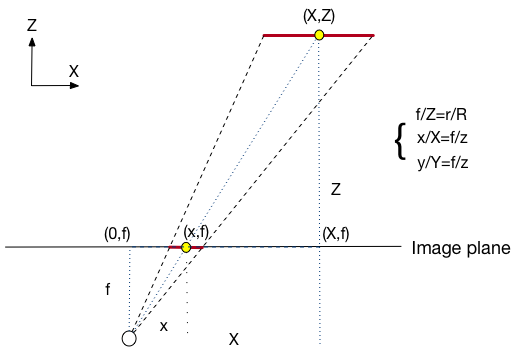 (X,Z)
Z
X
f/Z=r/R
x/X=f/z
y/Y=f/z
{
Z
(0,f)
(x,f)
(X,f)
Image plane
f
x
X